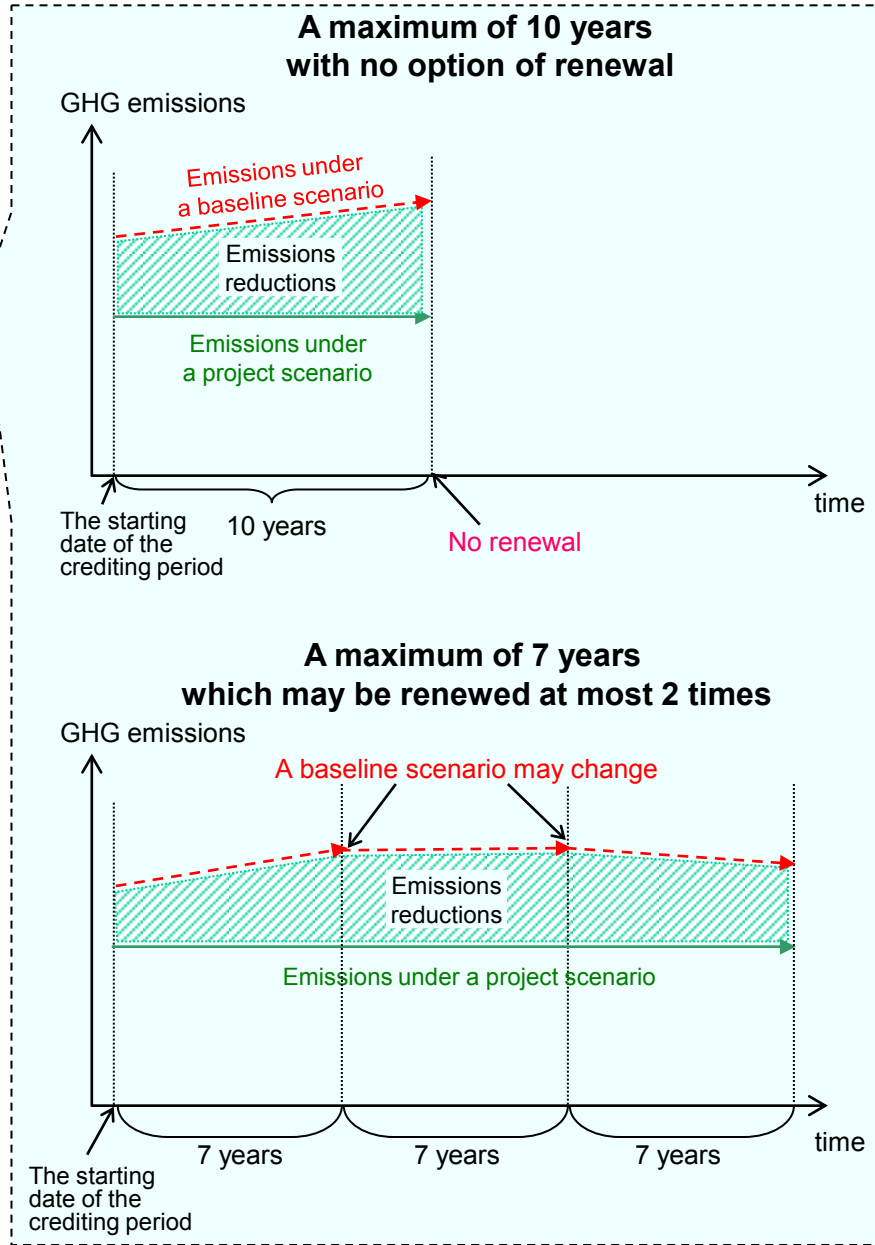 A maximum of 10 years
with no option of renewal
GHG emissions
Emissions under
a baseline scenario
Emissions
reductions
Emissions under
a project scenario
The starting
date of the
crediting period
10 years
No renewal
time
A maximum of 7 years
which may be renewed at most 2 times
GHG emissions
A baseline scenario may change
Emissions
reductions
Emissions under a project scenario
7 years
7 years
7 years
time
The starting
date of the
crediting period